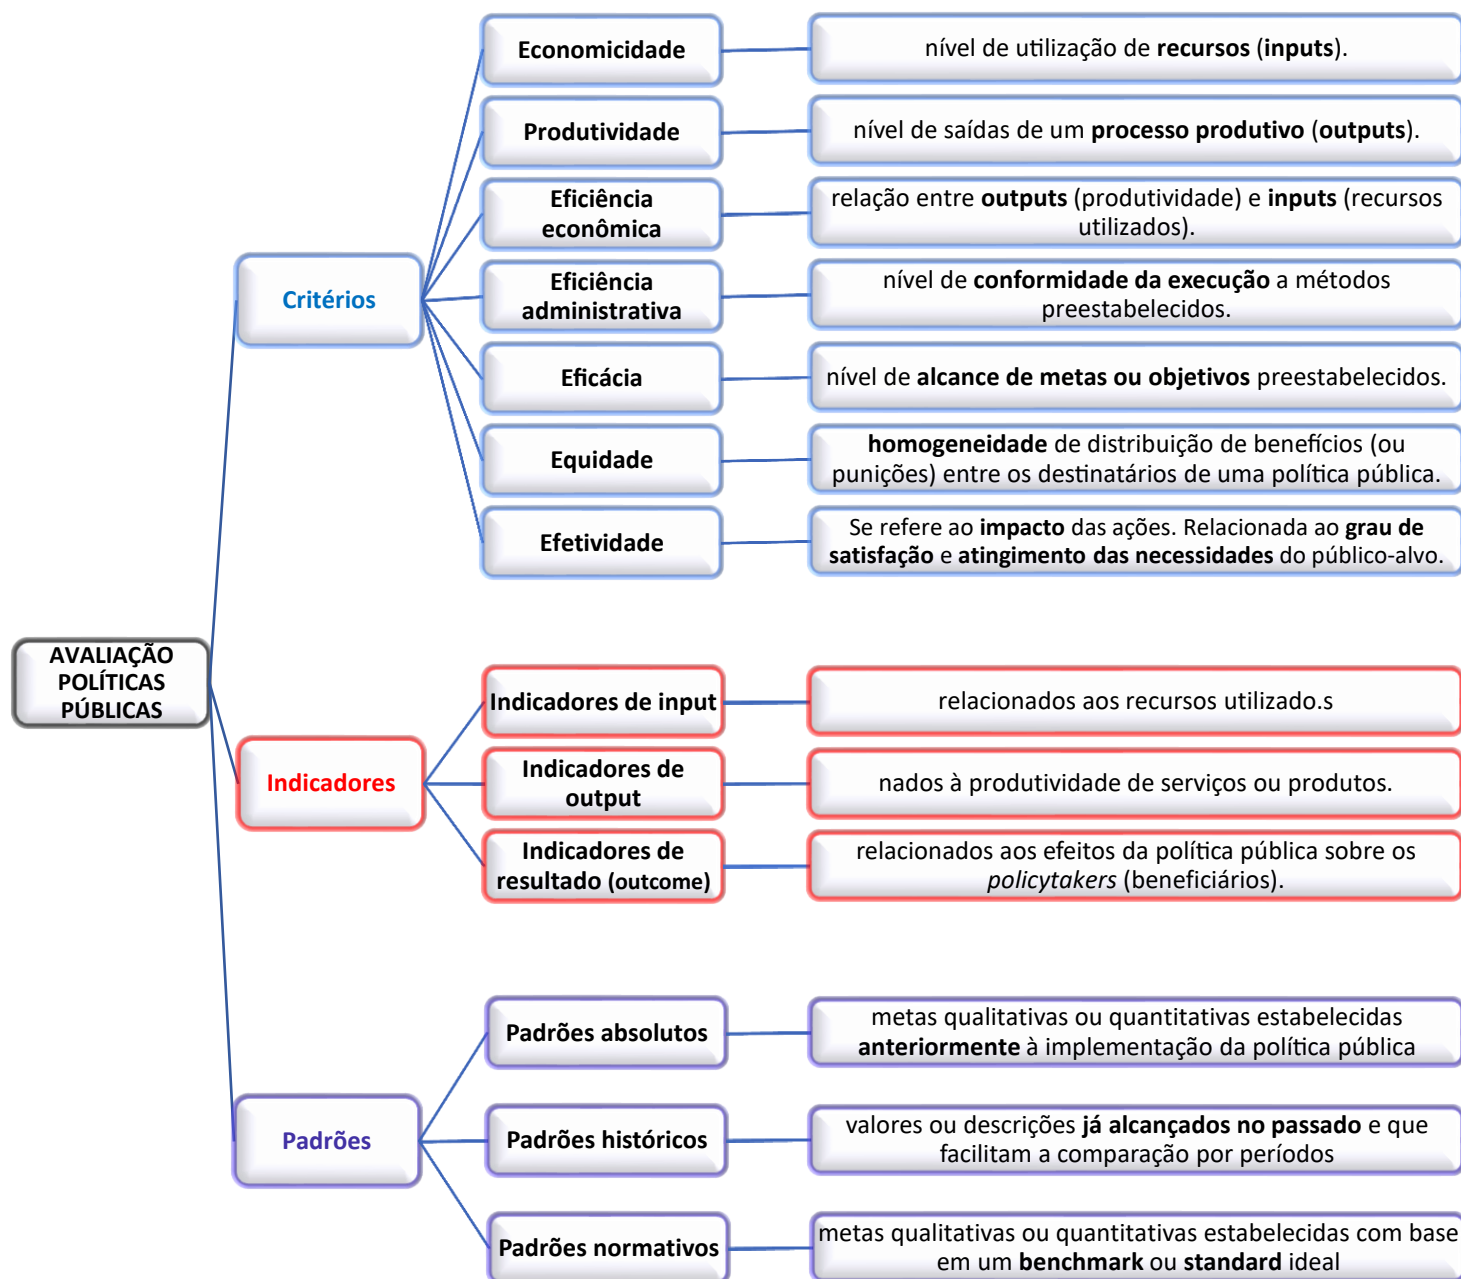 AVALIAÇÃO
POLÍTICAS
PÚBLICAS
Critérios
Economicidade
nível de utilização de recursos (inputs).
Produtividade
nível de saídas de um processo produtivo (outputs).
Eficiência
econômica
relação entre outputs (produtividade) e inputs (recursos
utilizados).
Eficiência
administrativa
nível de conformidade da execução a métodos
preestabelecidos.
Eficácia
nível de alcance de metas ou objetivos preestabelecidos.
Equidade
homogeneidade de distribuição de benefícios (ou
punições) entre os destinatários de uma política pública.
Efetividade
Se refere ao impacto das ações. Relacionada ao grau de
satisfação e atingimento das necessidades do público-alvo.
Indicadores
Indicadores de input
relacionados aos recursos utilizado.s
Indicadores de
output
nados à produtividade de serviços ou produtos.
Indicadores de
resultado (outcome)
relacionados aos efeitos da política pública sobre os
policytakers (beneficiários).
Padrões
Padrões absolutos
metas qualitativas ou quantitativas estabelecidas
anteriormente à implementação da política pública
Padrões históricos
valores ou descrições já alcançados no passado e que
facilitam a comparação por períodos
Padrões normativos
metas qualitativas ou quantitativas estabelecidas com base
em um benchmark ou standard ideal